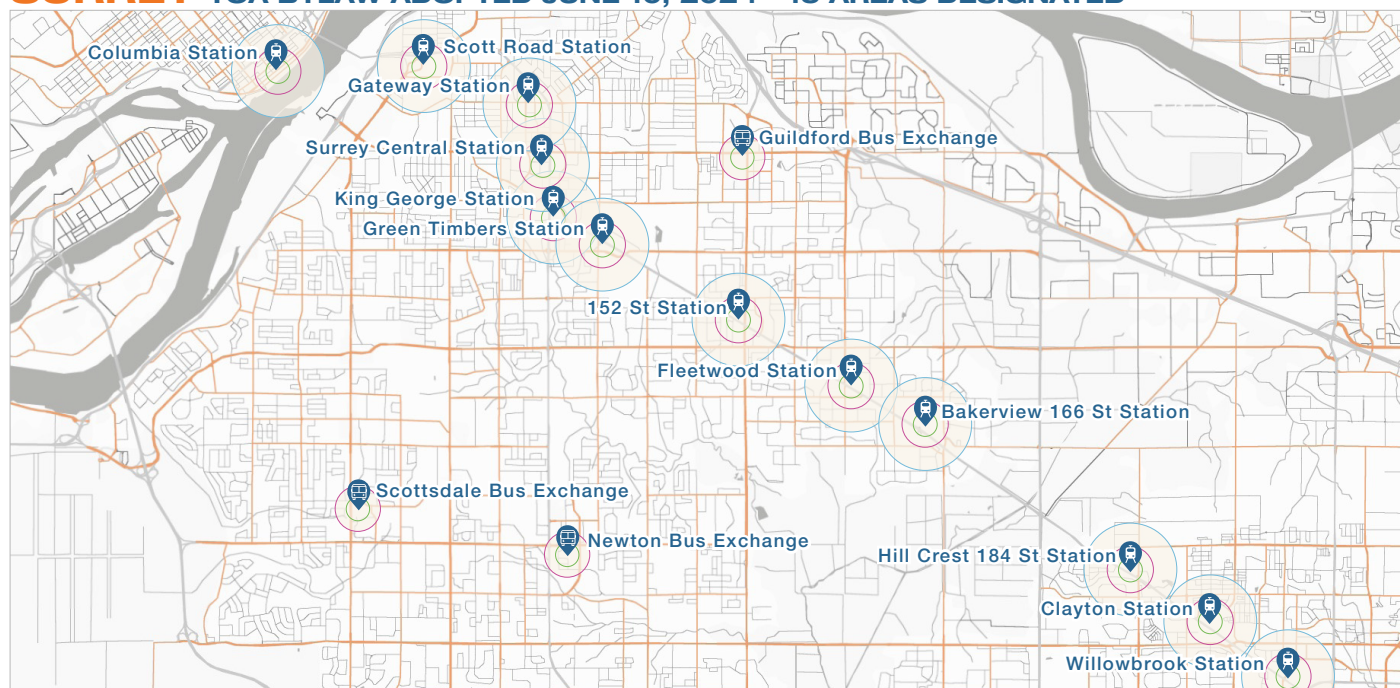 Columbia Station
Scott Road Station
Gateway Station
Guildford Bus Exchange
Surrey Central Station
King George Station
Green Timbers Station
152 St Station
Fleetwood Station
Bakerview 166 St Station
Scottsdale Bus Exchange
Newton Bus Exchange
Hill Crest 184 St Station
Clayton Station
Willowbrook Station